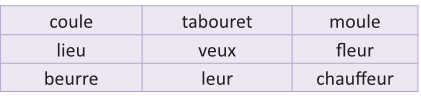 coule tabouret moule
lieu veux fleur
beurre leur chauffeur